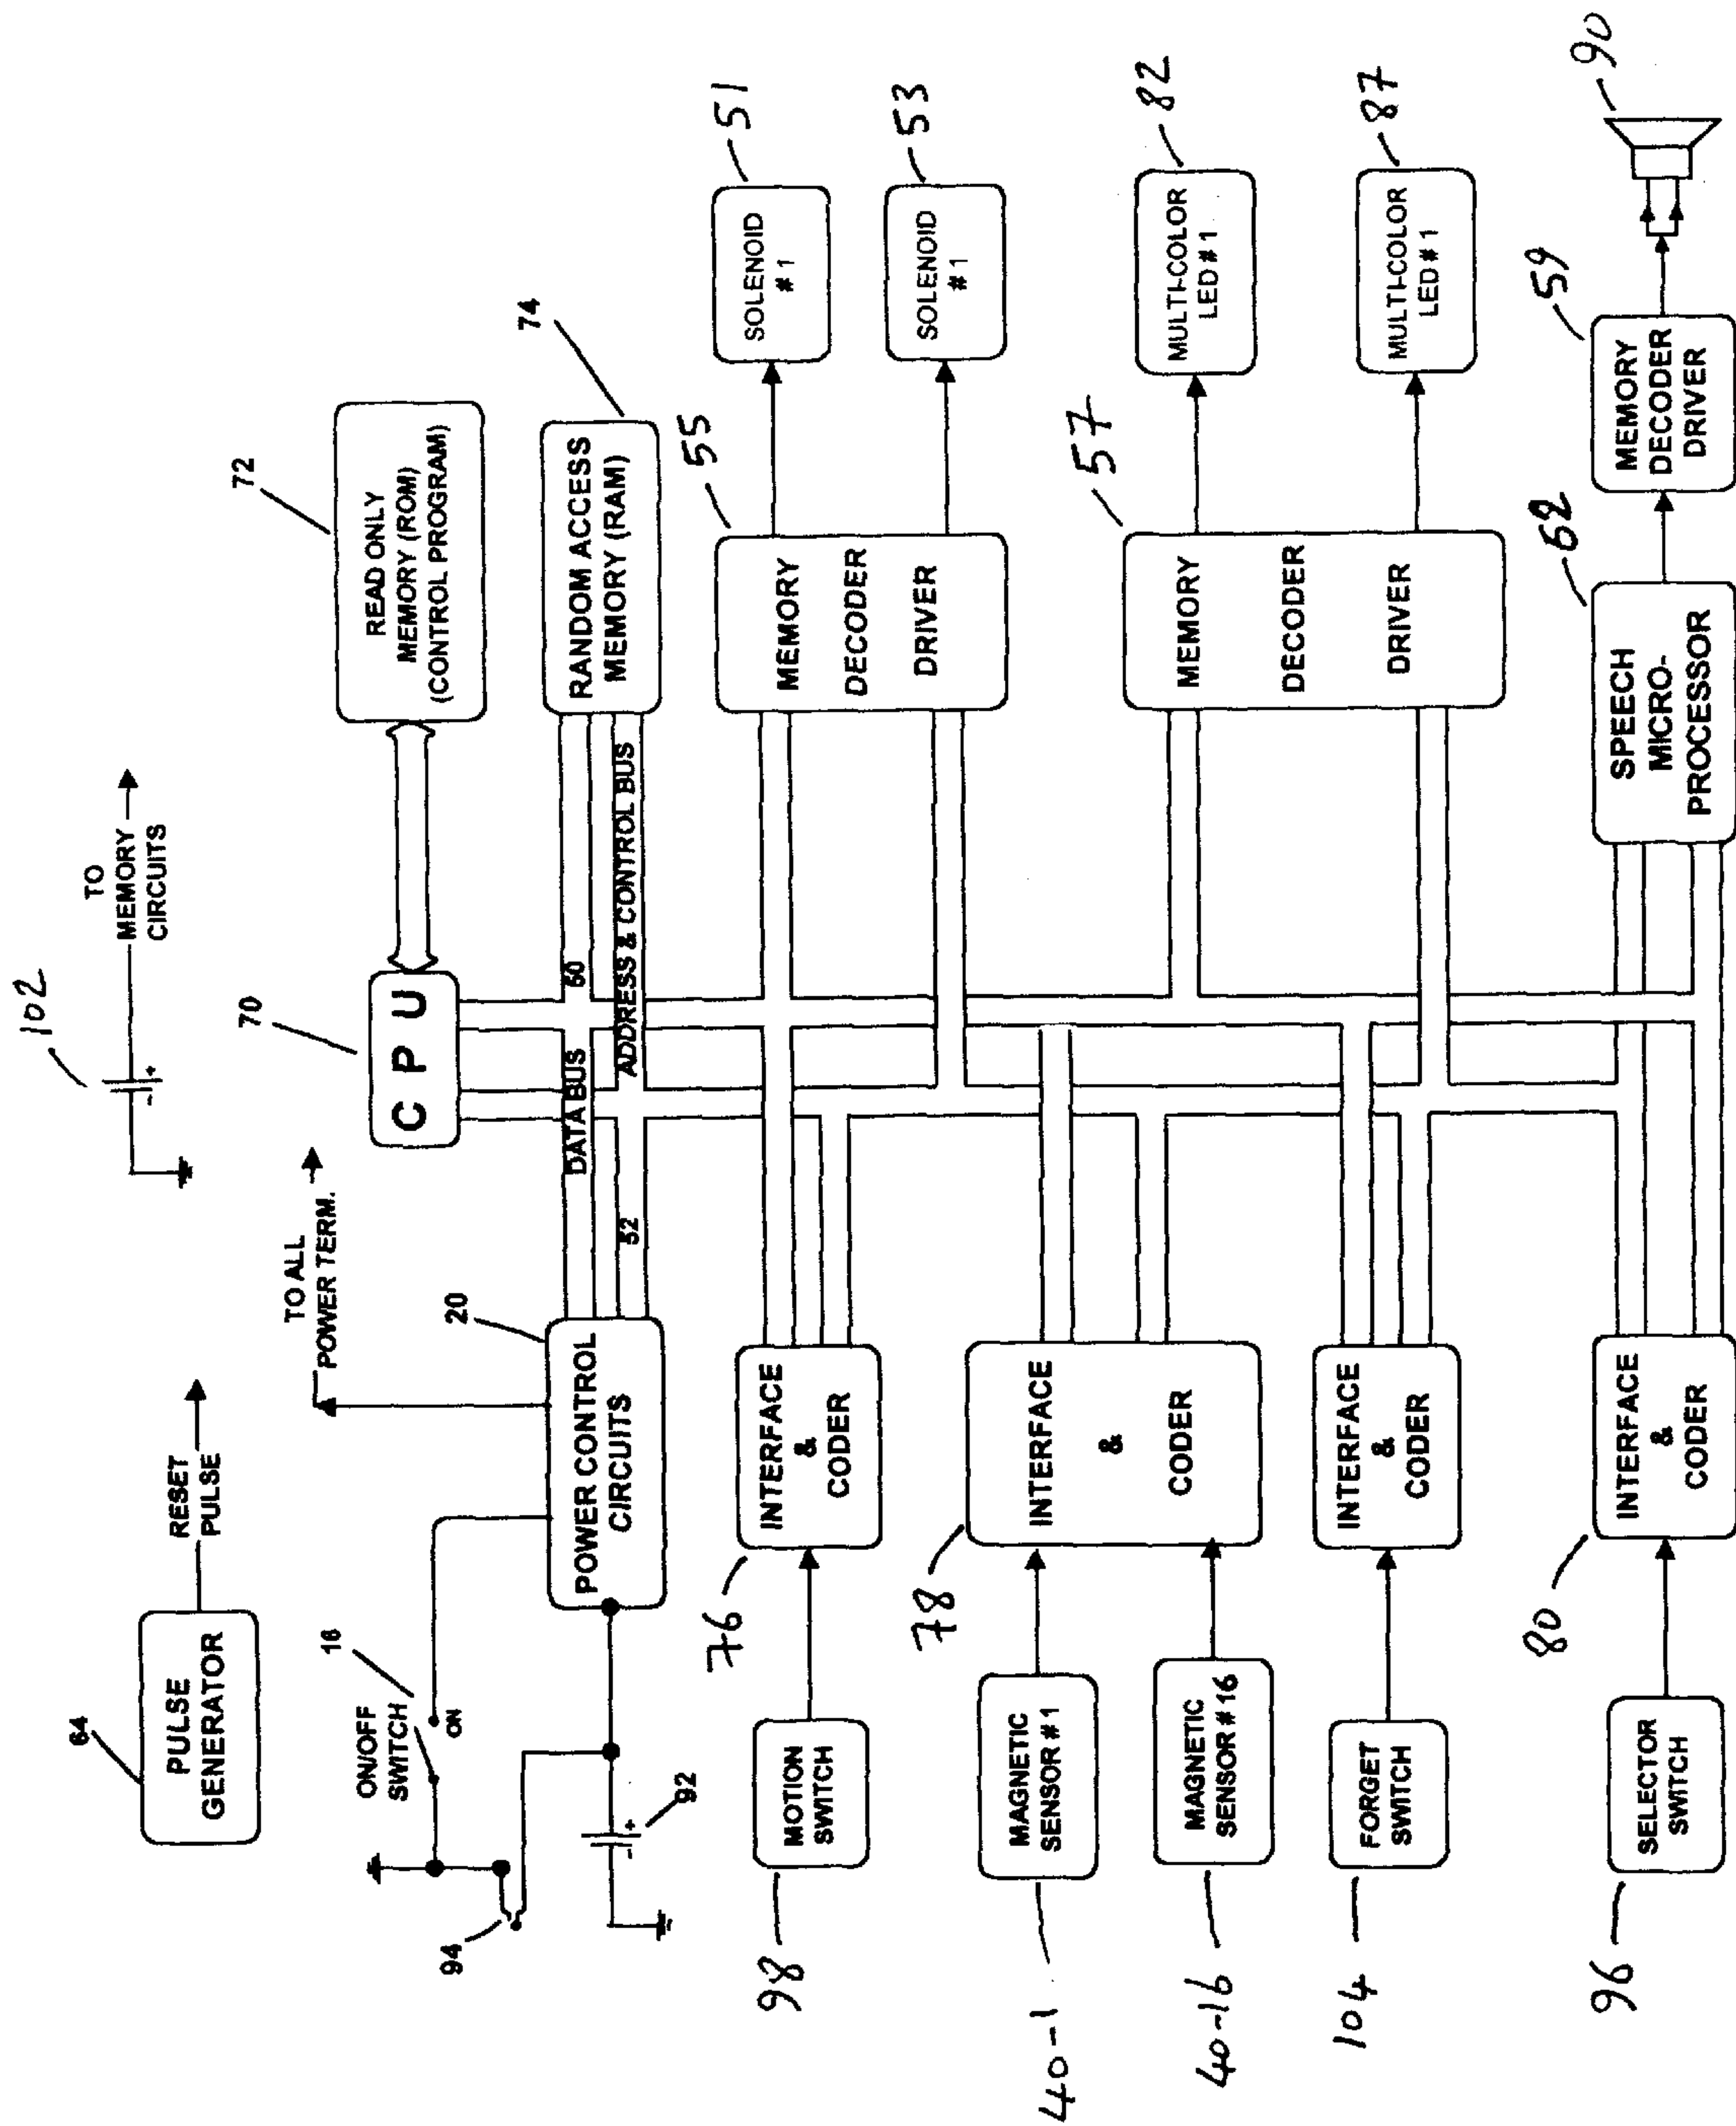 102
TO
MEMORY
CIRCUITS
64
PULSE
GENERATOR
RESET
PULSE
16
ON/OFF
SWITCH
ON
94
92
TO ALL
POWER TERM.
20
POWER CONTROL
CIRCUITS
70
C P U
72
READ ONLY
MEMORY (ROM)
(CONTROL PROGRAM)
74
RANDOM ACCESS
MEMORY (RAM)
DATA BUS
50
52
ADDRESS & CONTROL BUS
98
MOTION
SWITCH
76
INTERFACE
&
CODER
55
MEMORY
DECODER
DRIVER
SOLENOID
# 1
51
SOLENOID
# 1
53
40-1
MAGNETIC
SENSOR # 1
40-16
MAGNETIC
SENSOR # 16
78
INTERFACE
&
CODER
57
MEMORY
DECODER
DRIVER
MULTI-COLOR
LED # 1
82
MULTI-COLOR
LED # 1
87
104
FORGET
SWITCH
INTERFACE
&
CODER
96
SELECTOR
SWITCH
80
INTERFACE
&
CODER
SPEECH
MICRO-
PROCESSOR
59
MEMORY
DECODER
DRIVER
90